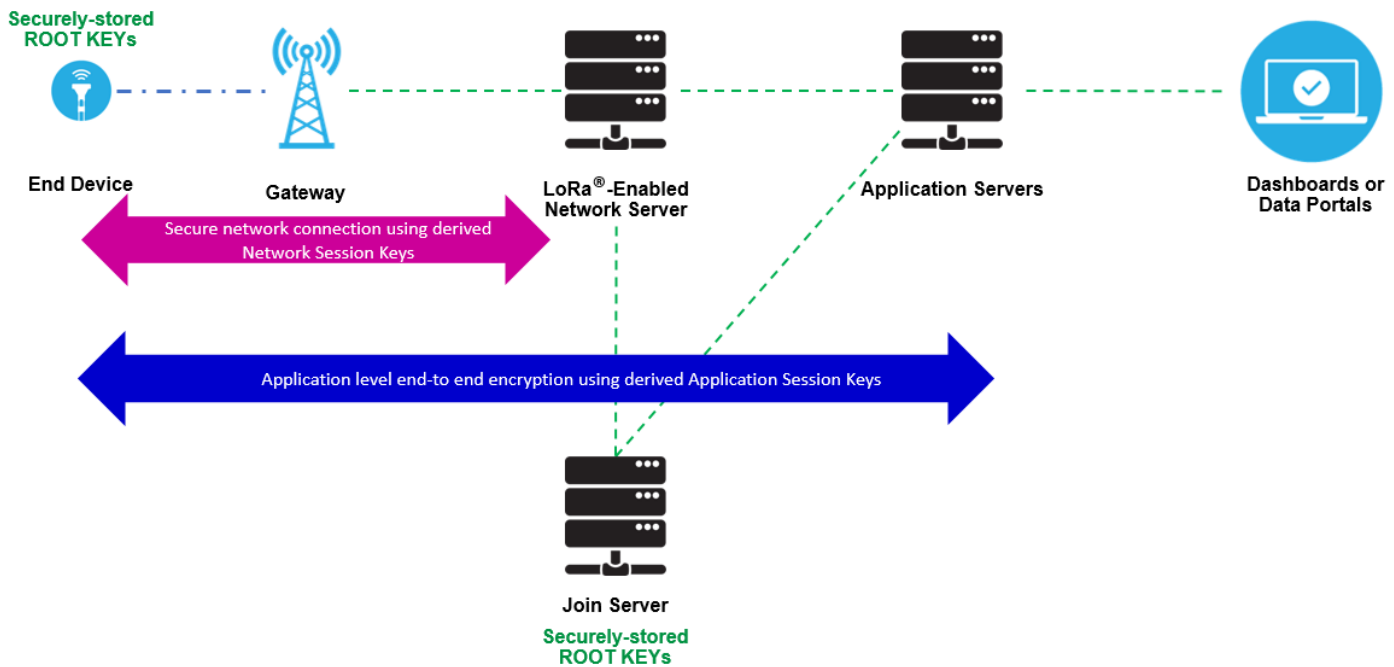 Securely-stored
ROOT KEYs
End Device
Gateway
LoRa®-Enabled
Network Server
Application Servers
Dashboards or
Data Portals
Secure network connection using derived
Network Session Keys
Application level end-to end encryption using derived Application Session Keys
Join Server
Securely-stored
ROOT KEYs